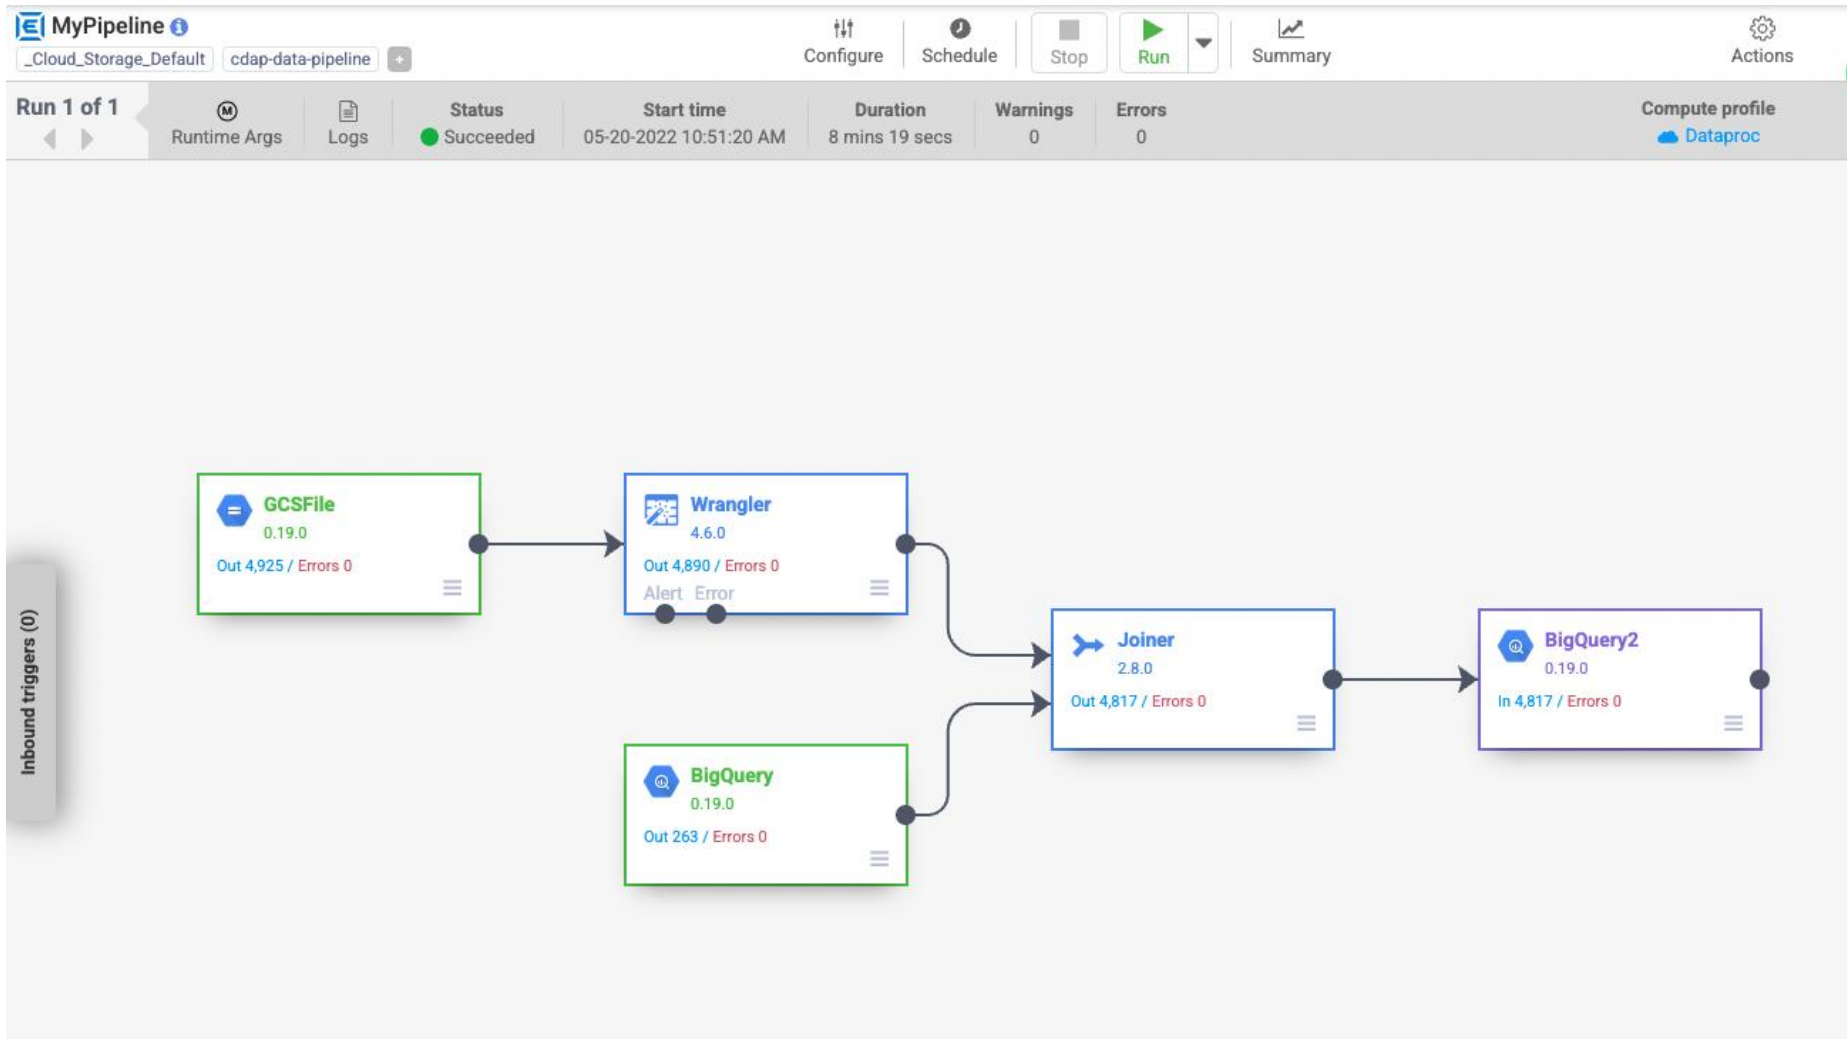 MyPipeline
_Cloud_Storage_Default cdap-data-pipeline
Configure
Schedule
Stop
Run
Summary
Actions
Run 1 of 1
Runtime Args
Logs
Status
Succeeded
Start time
05-20-2022 10:51:20 AM
Duration
8 mins 19 secs
Warnings
0
Errors
0
Compute profile
Dataproc
Inbound triggers (0)
GCSFile
0.19.0
Out 4,925 / Errors 0
Wrangler
4.6.0
Out 4,890 / Errors 0
Alert Error
Joiner
2.8.0
Out 4,817 / Errors 0
BigQuery2
0.19.0
In 4,817 / Errors 0
BigQuery
0.19.0
Out 263 / Errors 0